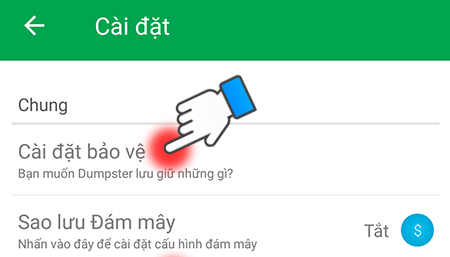 Cài đặt
Chung
Cài đặt bảo vệ
Bạn muốn Dumpster lưu giữ những gì?
Sao lưu Đám mây
Tắt
$
Nhấn vào đây để cài đặt cấu hình đám mây